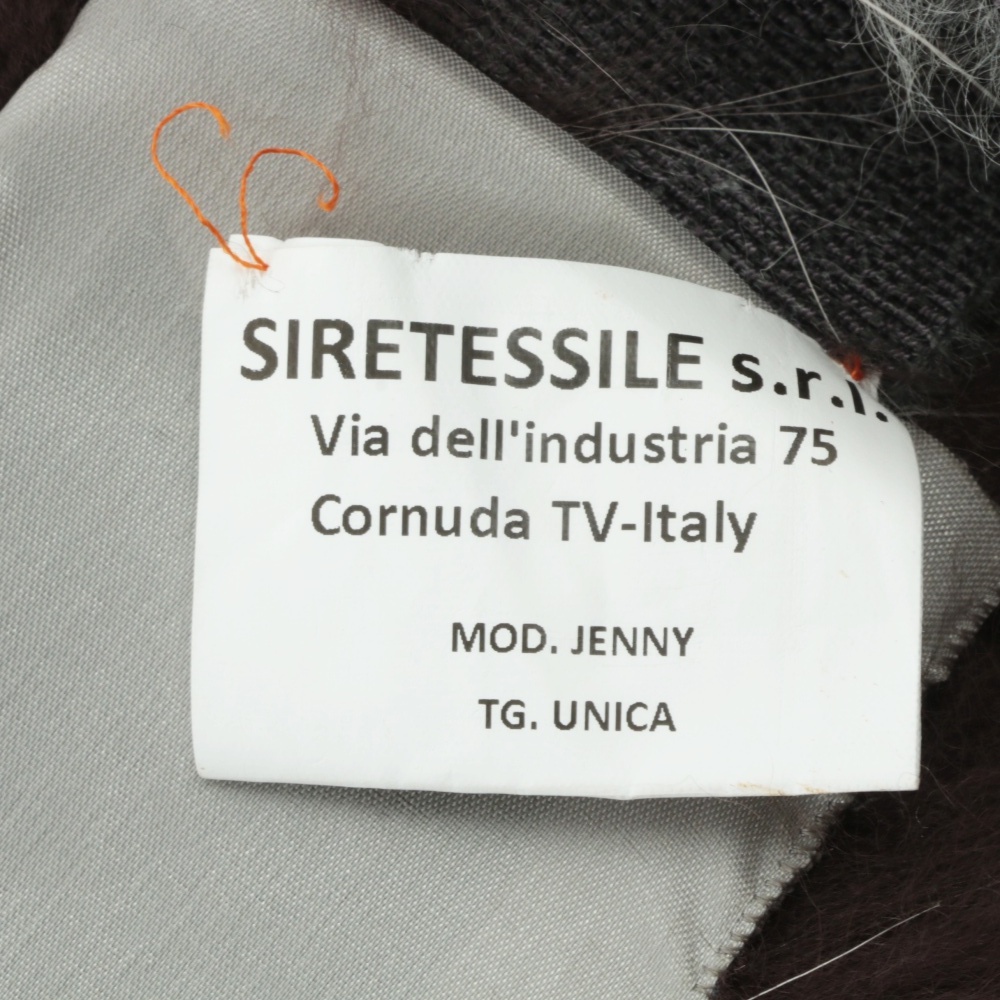 SIRETESSILE s.r.l.
Via dell'industria 75
Cornuda TV-Italy
MOD. JENNY
TG. UNICA